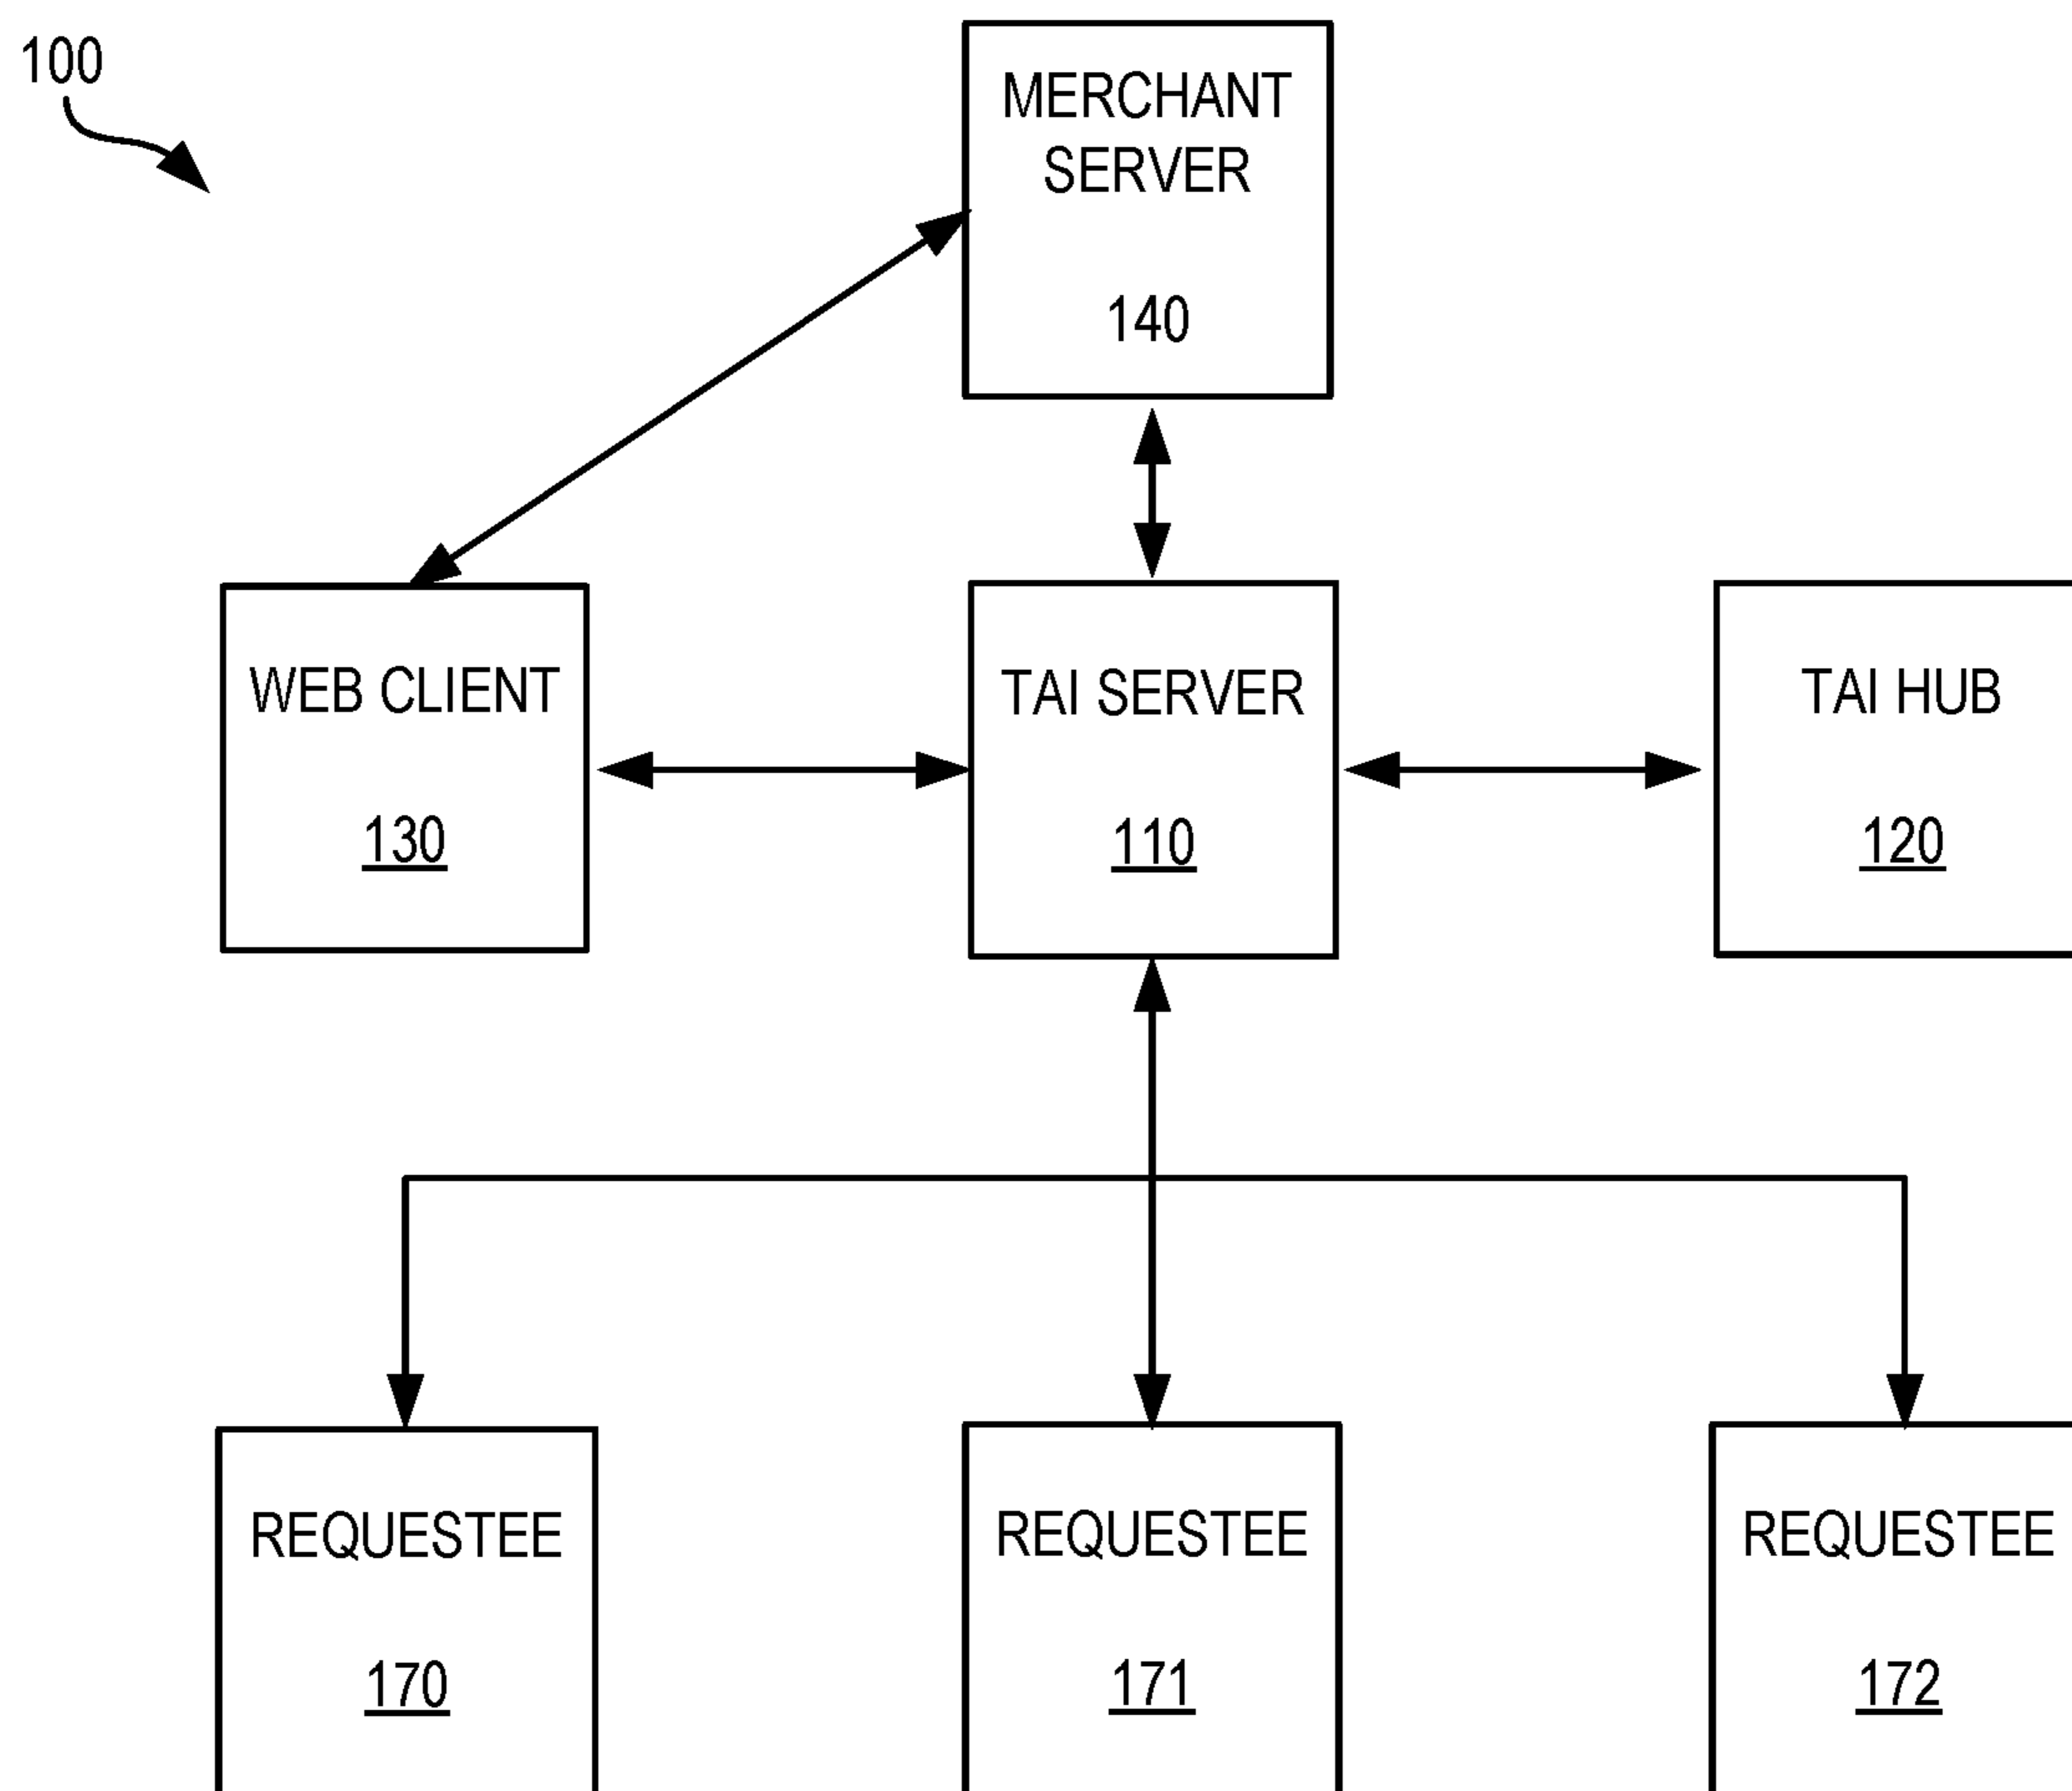 100
MERCHANT
SERVER
140
WEB CLIENT
130
TAI SERVER
110
TAI HUB
120
REQUESTEE
170
REQUESTEE
171
REQUESTEE
172